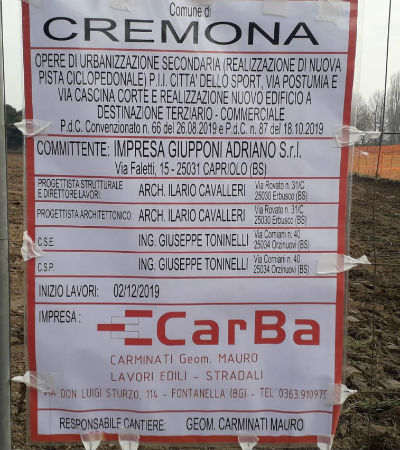 Comune di
CREMONA
OPERE DI URBANIZZAZIONE SECONDARIA (REALIZZAZIONE DI NUOVA
PISTA CICLOPEDONALE) P.I.I. CITTA' DELLO SPORT, VIA POSTUMIA E
VIA CASCINA CORTE E REALIZZAZIONE NUOVO EDIFICIO A
DESTINAZIONE TERZIARIO - COMMERCIALE
P.d.C. Convenzionato n. 66 del 26.08.2019 e P.d.C. n. 87 del 18.10.2019
COMMITTENTE: IMPRESA GIUPPONI ADRIANO S.r.l.
Via Faletti, 15 - 25031 CAPRIOLO (BS)
PROGETTISTA STRUTTURALE E DIRETTORE LAVORI: ARCH. ILARIO CAVALLERI Via Rovato n. 31/C 25030 Erbusco (BS)
PROGETTISTA ARCHITETTONICO: ARCH. ILARIO CAVALLERI Via Rovato n. 31/C 25030 Erbusco (BS)
C.S.E. ING. GIUSEPPE TONINELLI Via Corniani n. 40 25034 Orzinuovi (BS)
C.S.P. ING. GIUSEPPE TONINELLI Via Corniani n. 40 25034 Orzinuovi (BS)
INIZIO LAVORI: 02/12/2019
IMPRESA : CarBa
CARMINATI Geom. MAURO
LAVORI EDILI - STRADALI
VIA DON LUIGI STURZO, 114 - FONTANELLA (BG) - TEL. 0363.910975
RESPONSABILE CANTIERE: GEOM. CARMINATI MAURO